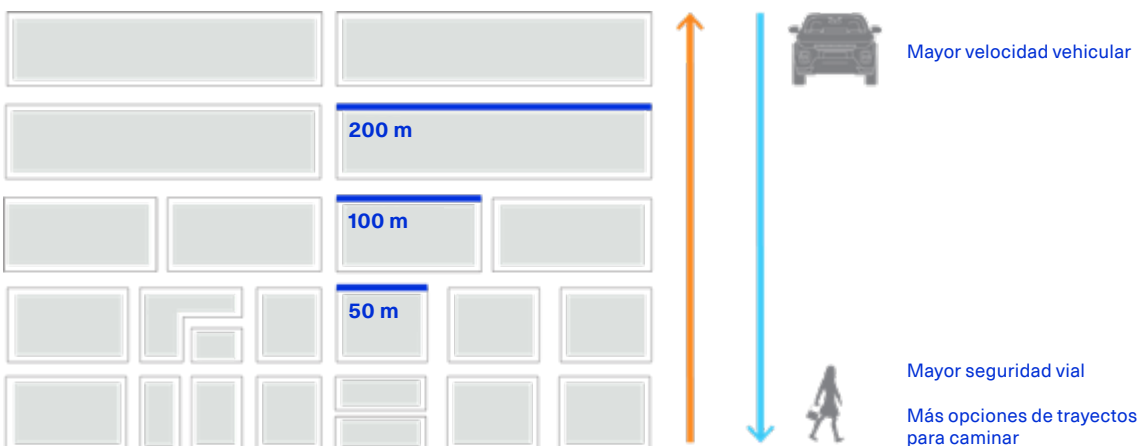 Mayor velocidad vehicular
200 m
100 m
50 m
Mayor seguridad vial
Más opciones de trayectos
para caminar